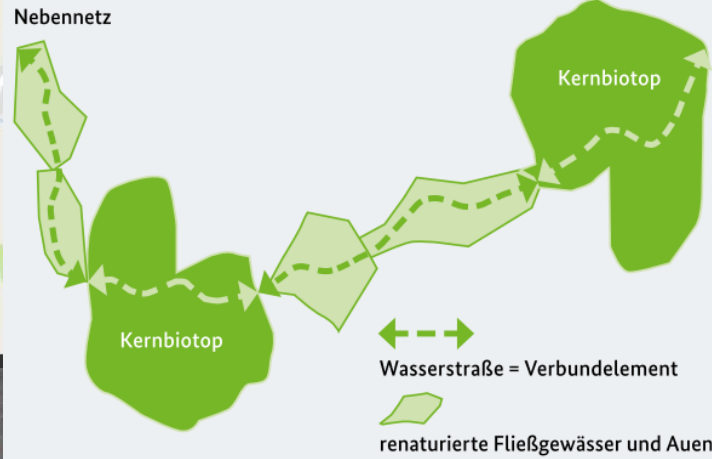 Nebennetz
Kernbiotop
Kernbiotop
Wasserstraße = Verbundelement
renaturierte Fließgewässer und Auen